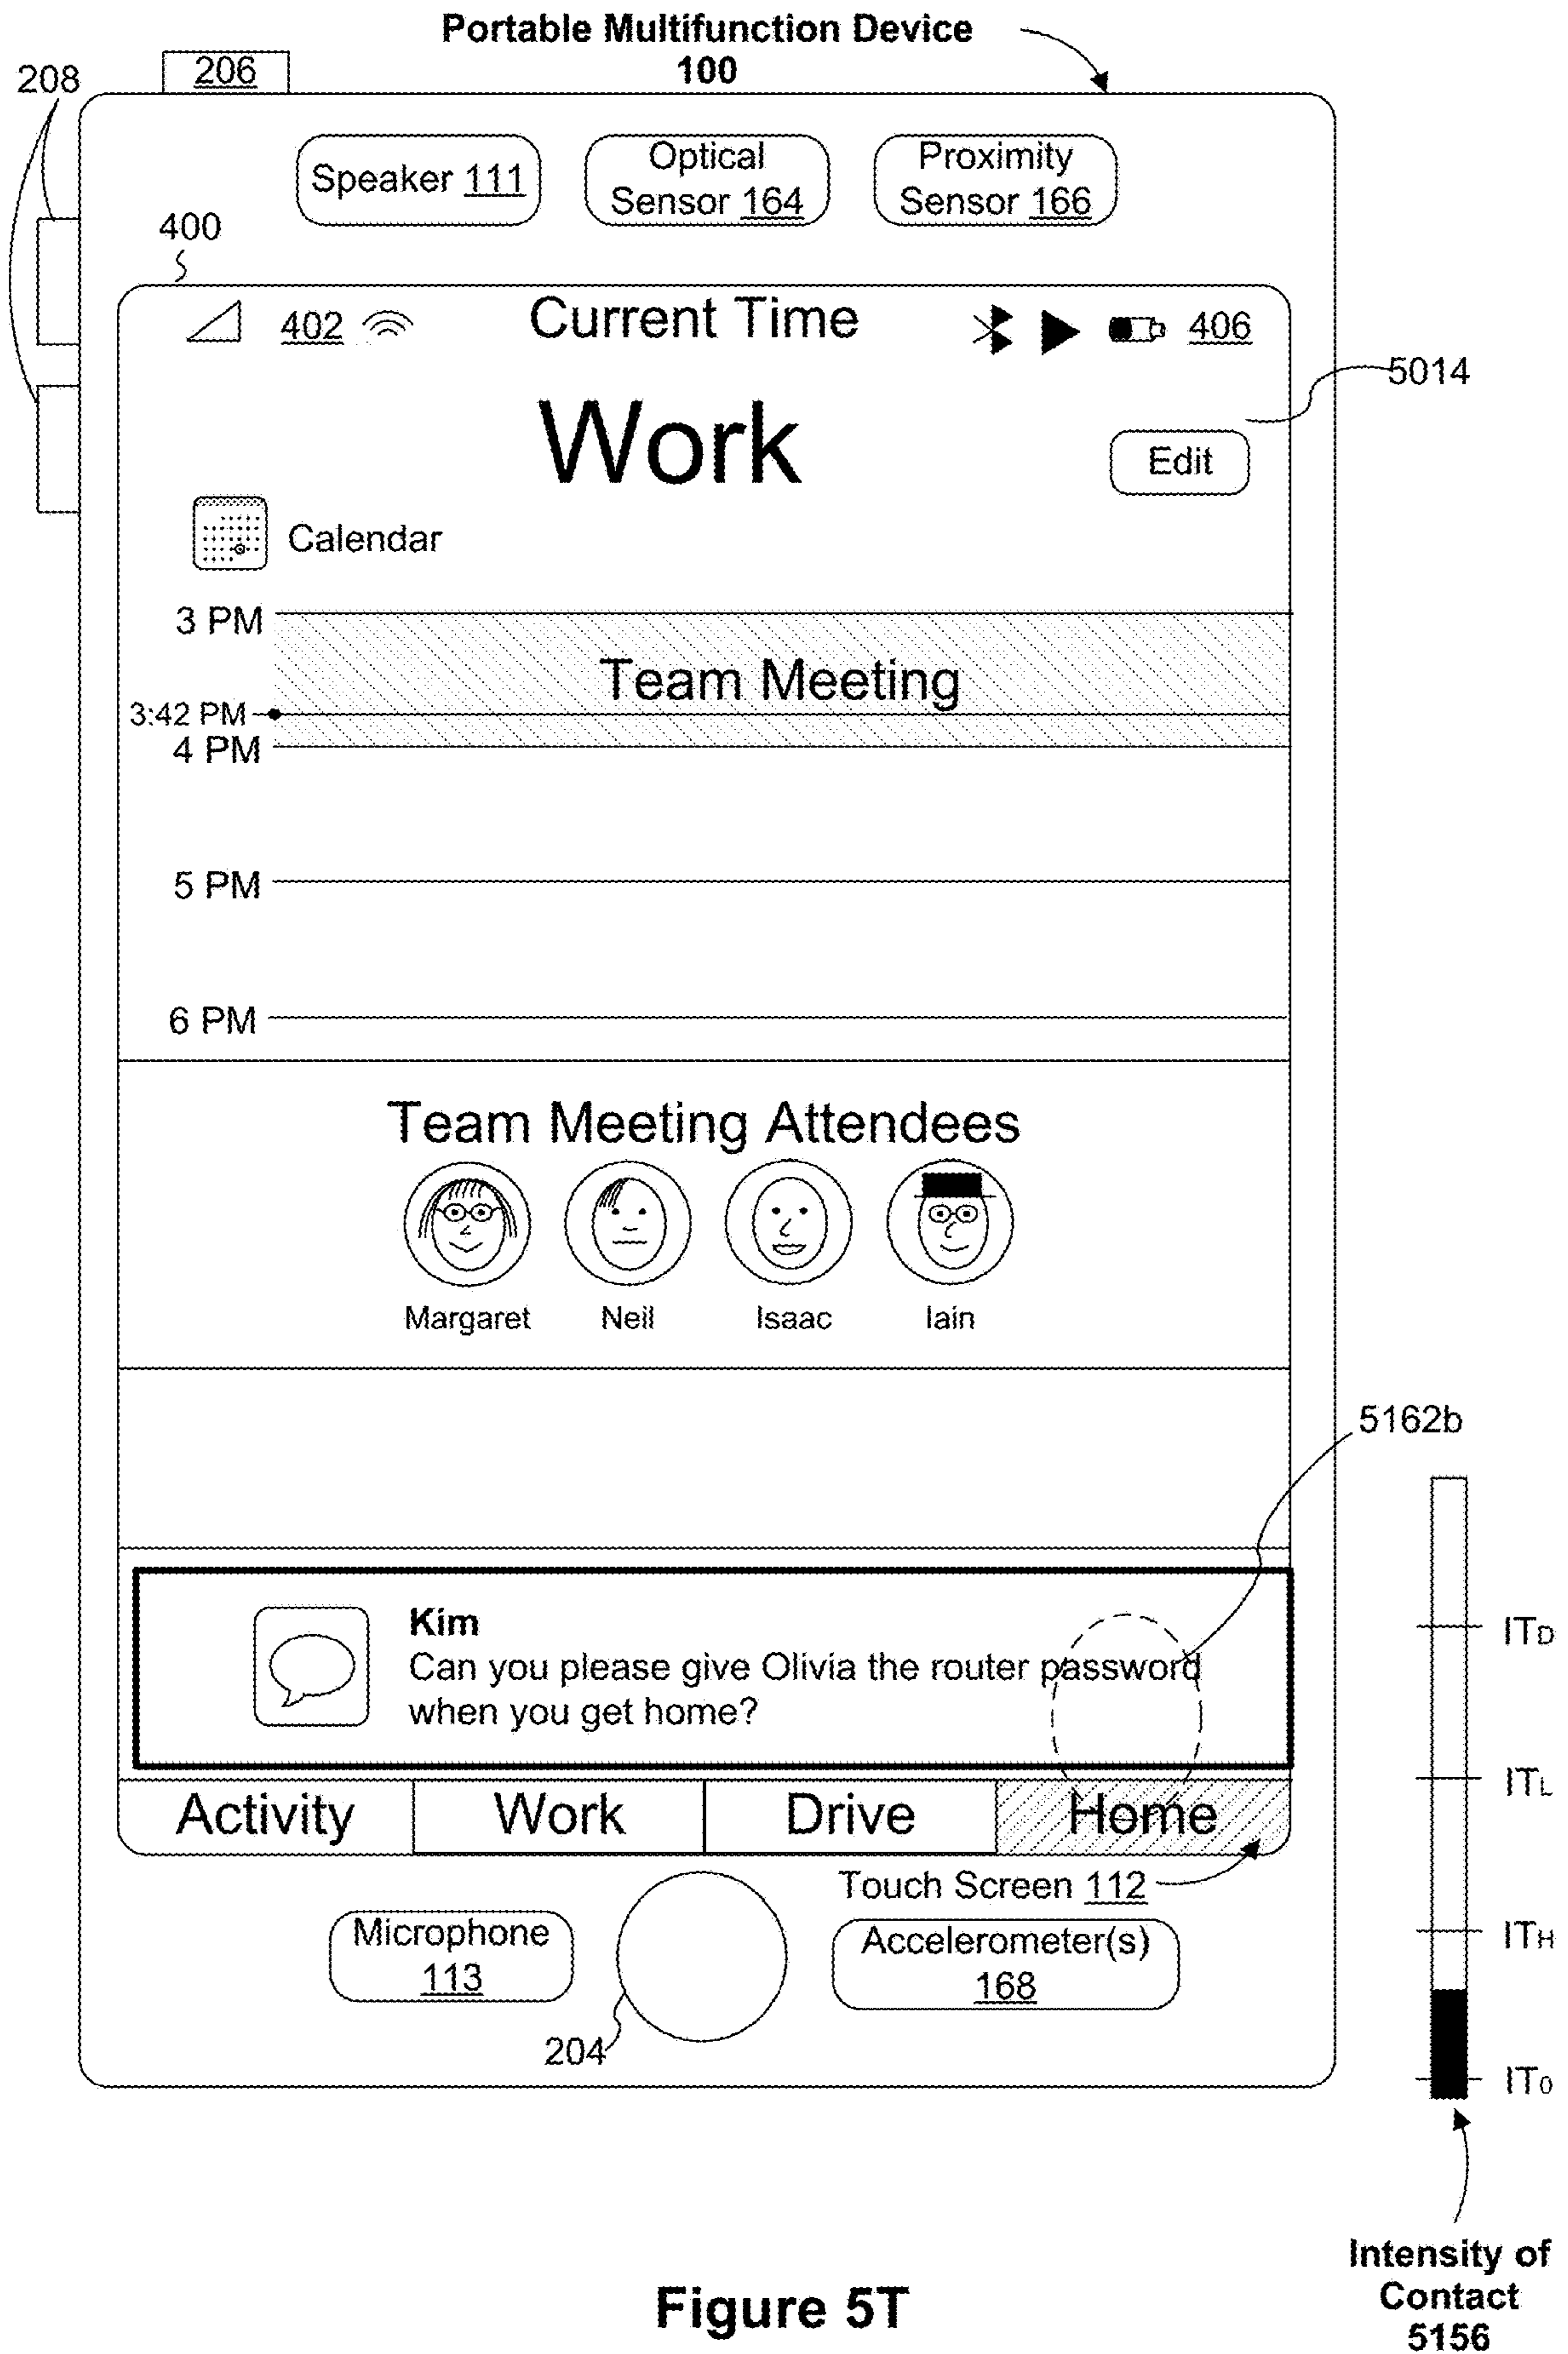 Portable Multifunction Device
100
206
208
Speaker 111
Optical
Sensor 164
Proximity
Sensor 166
400
402
Current Time
406
5014
Work
Edit
Calendar
3 PM
Team Meeting
3:42 PM
4 PM
5 PM
6 PM
Team Meeting Attendees
Margaret
Neil
Isaac
Iain
5162b
Kim
Can you please give Olivia the router password
when you get home?
Activity
Work
Drive
Home
Touch Screen 112
Microphone
113
Accelerometer(s)
168
204
ITD
ITL
ITH
IT0
Intensity of
Contact
5156
Figure 5T